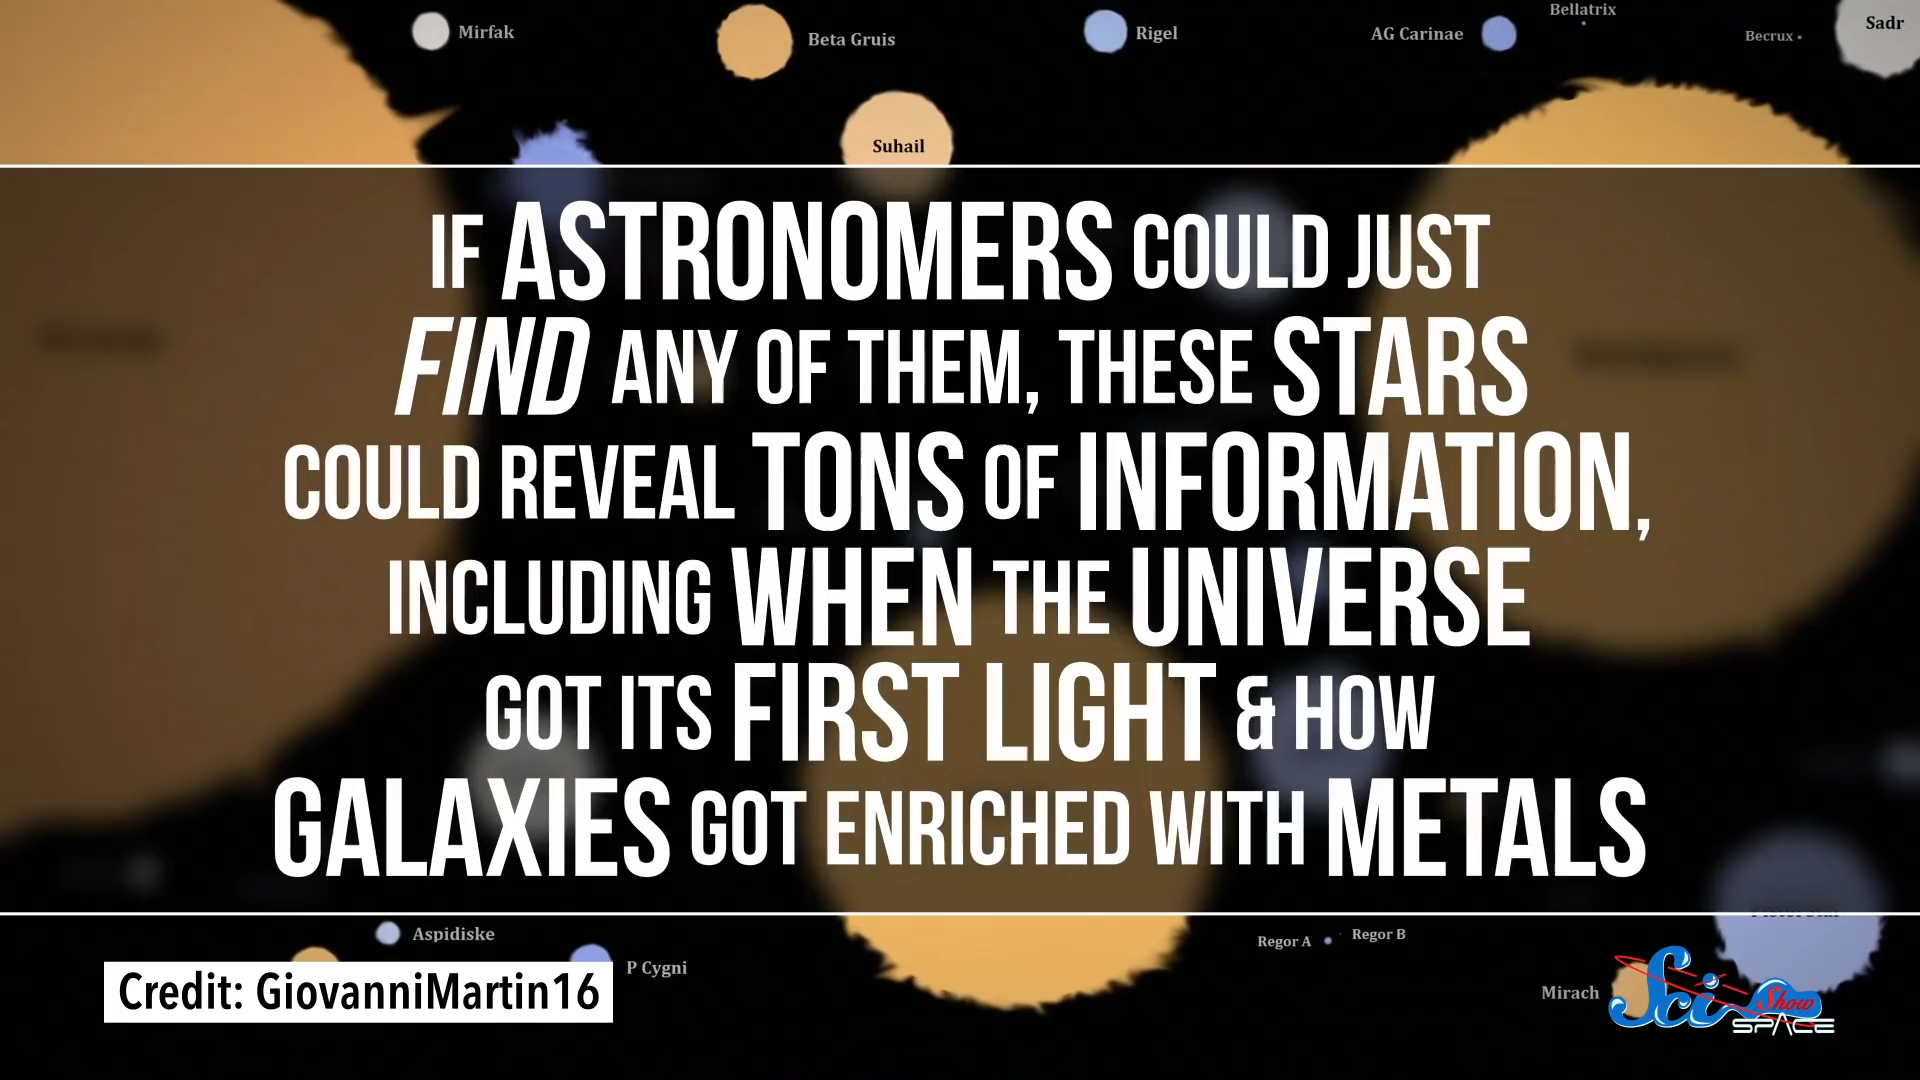 Bellatrix
Mirfak
Beta Gruis
Rigel
AG Carinae
Becrux
Sadr
Suhail
IF ASTRONOMERS COULD JUST
FIND ANY OF THEM, THESE STARS
COULD REVEAL TONS OF INFORMATION,
INCLUDING WHEN THE UNIVERSE
GOT ITS FIRST LIGHT & HOW
GALAXIES GOT ENRICHED WITH METALS
Aspidiske
Regor A
Regor B
P Cygni
Credit: GiovanniMartin16
Mirach
Sci Show
SPACE